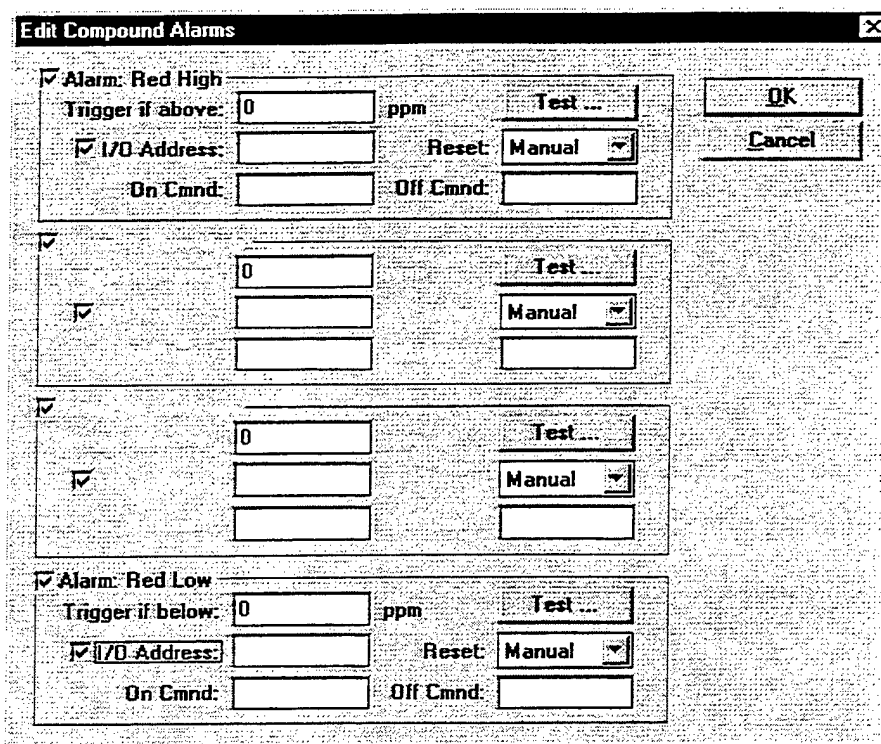 Edit Compound Alarms
Alarm: Red High
Trigger if above: 0 ppm Test ...
I/O Address: Reset: Manual
On Cmnd: Off Cmnd:
OK
Cancel
0 Test ...
Manual
0 Test ...
Manual
Alarm: Red Low
Trigger if below: 0 ppm Test ...
I/O Address: Reset: Manual
On Cmnd: Off Cmnd: